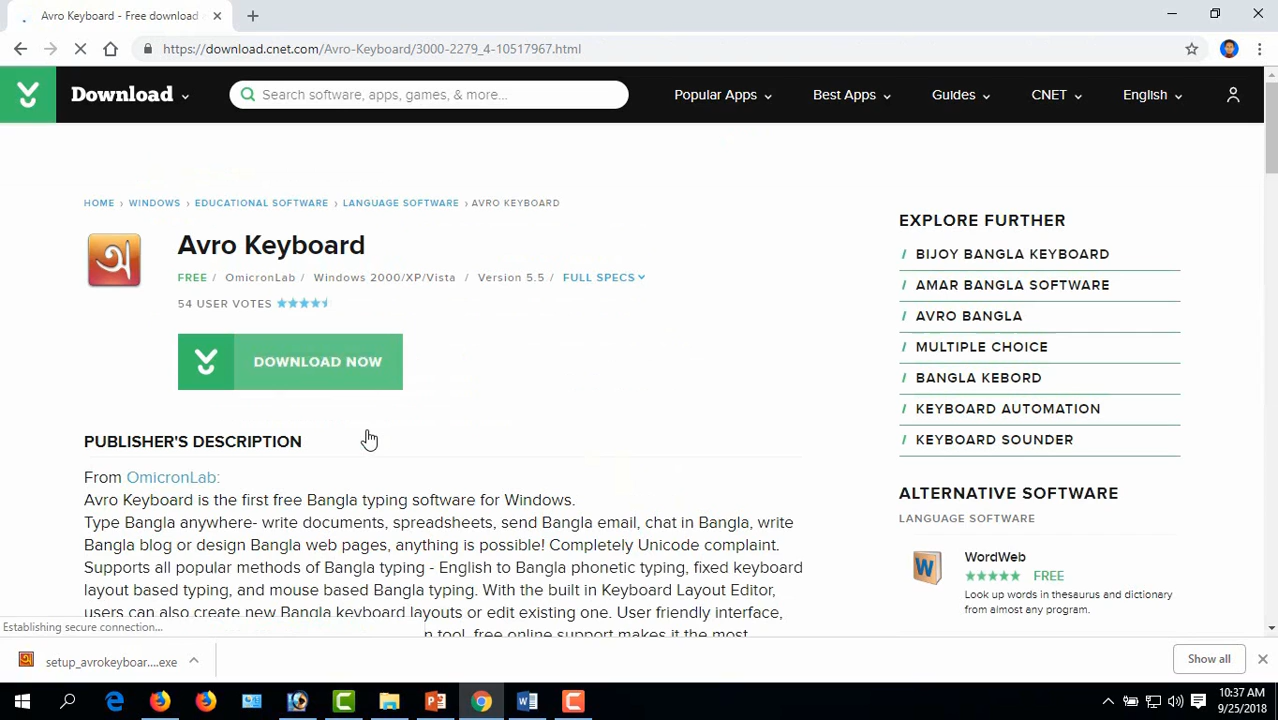 Avro Keyboard - Free download
https://download.cnet.com/Avro-Keyboard/3000-2279_4-10517967.html
Download
Search software, apps, games, & more...
Popular Apps
Best Apps
Guides
CNET
English
HOME › WINDOWS › EDUCATIONAL SOFTWARE › LANGUAGE SOFTWARE › AVRO KEYBOARD
অ
Avro Keyboard
FREE / OmicronLab / Windows 2000/XP/Vista / Version 5.5 / FULL SPECS
54 USER VOTES
DOWNLOAD NOW
PUBLISHER'S DESCRIPTION
From OmicronLab:
Avro Keyboard is the first free Bangla typing software for Windows.
Type Bangla anywhere- write documents, spreadsheets, send Bangla email, chat in Bangla, write
Bangla blog or design Bangla web pages, anything is possible! Completely Unicode complaint.
Supports all popular methods of Bangla typing - English to Bangla phonetic typing, fixed keyboard
layout based typing, and mouse based Bangla typing. With the built in Keyboard Layout Editor,
users can also create new Bangla keyboard layouts or edit existing one. User friendly interface,
n tool, free online support makes it the most
EXPLORE FURTHER
/ BIJOY BANGLA KEYBOARD
/ AMAR BANGLA SOFTWARE
/ AVRO BANGLA
/ MULTIPLE CHOICE
/ BANGLA KEBORD
/ KEYBOARD AUTOMATION
/ KEYBOARD SOUNDER
ALTERNATIVE SOFTWARE
LANGUAGE SOFTWARE
W
WordWeb
FREE
Look up words in thesaurus and dictionary
from almost any program.
Establishing secure connection...
setup_avrokeyboar....exe
Show all
10:37 AM
9/25/2018